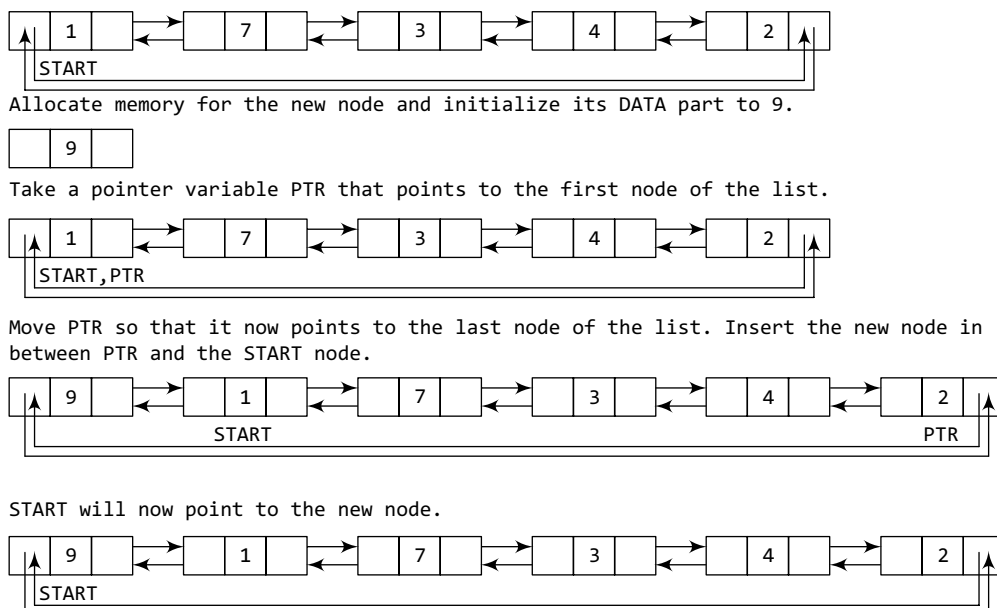 1 7 3 4 2
START
Allocate memory for the new node and initialize its DATA part to 9.
9
Take a pointer variable PTR that points to the first node of the list.
1 7 3 4 2
START,PTR
Move PTR so that it now points to the last node of the list. Insert the new node in
between PTR and the START node.
9 1 7 3 4 2
START PTR
START will now point to the new node.
9 1 7 3 4 2
START